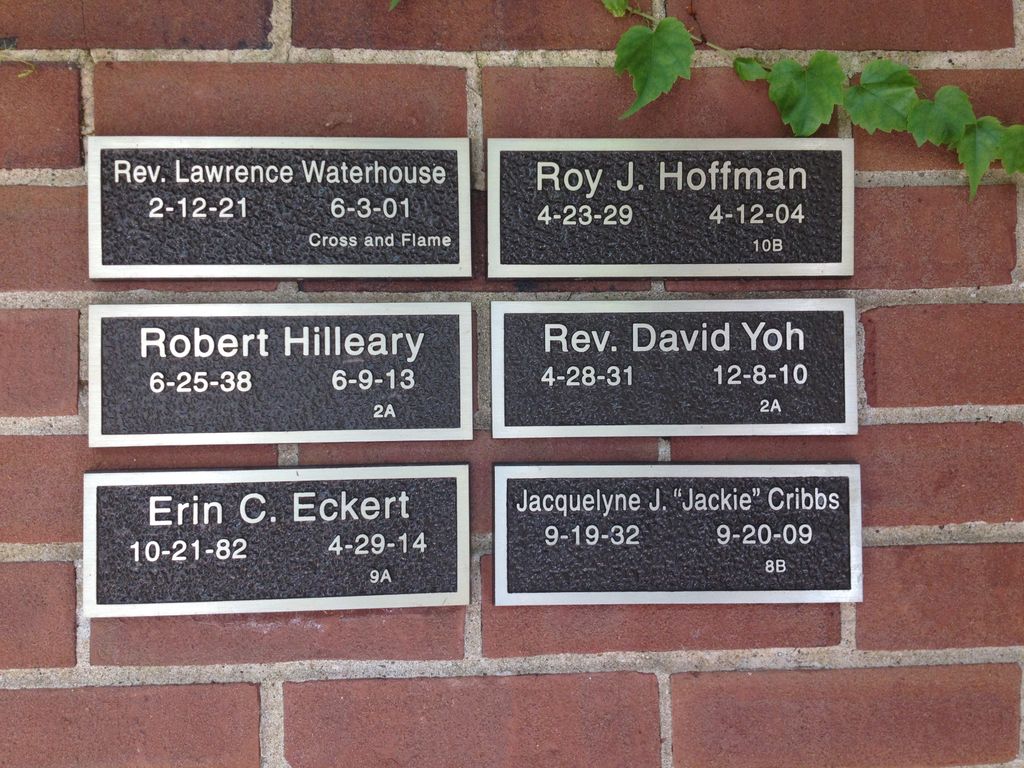 Rev. Lawrence Waterhouse
2-12-21 6-3-01
Cross and Flame
Roy J. Hoffman
4-23-29 4-12-04
10B
Robert Hilleary
6-25-38 6-9-13
2A
Rev. David Yoh
4-28-31 12-8-10
2A
Erin C. Eckert
10-21-82 4-29-14
9A
Jacquelyne J. “Jackie” Cribbs
9-19-32 9-20-09
8B